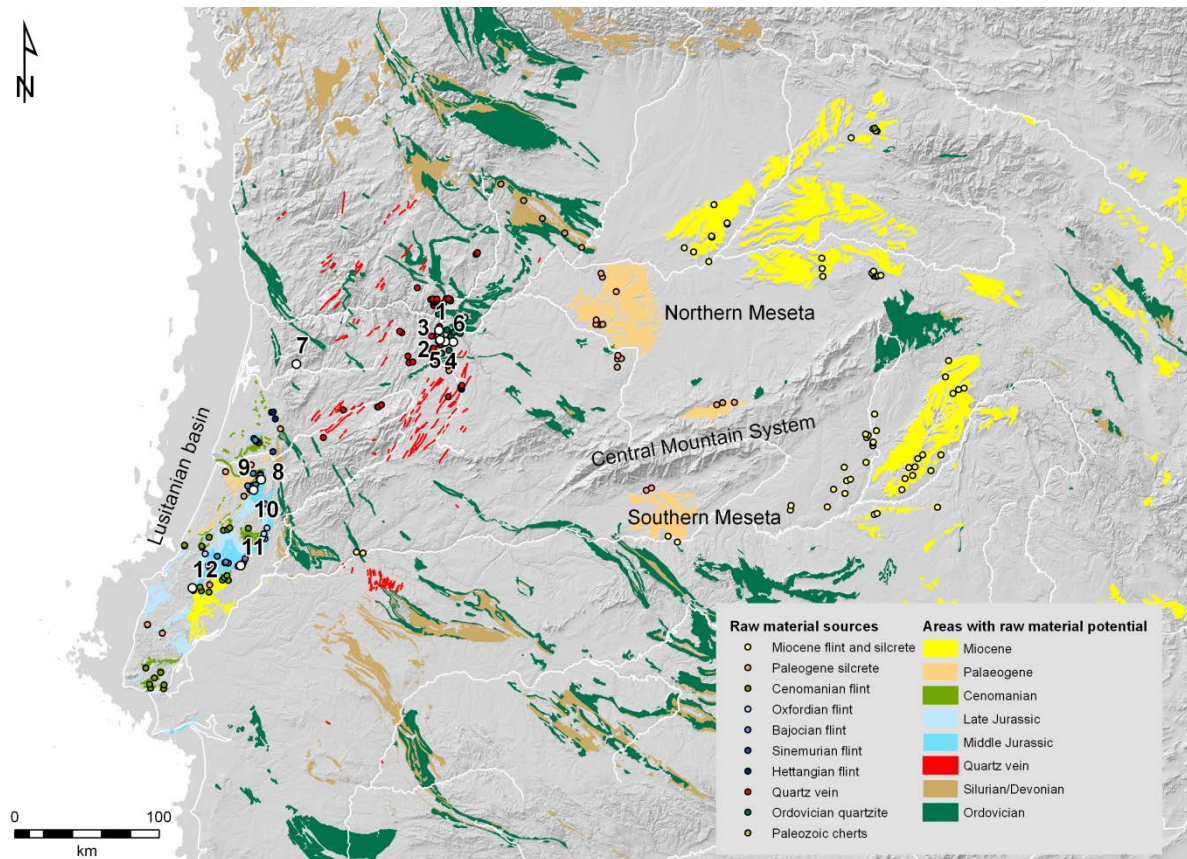 N
1
3
6
2
5
4
7
Northern Meseta
Central Mountain System
Lusitanian basin
9
8
10
Southern Meseta
11
12
Raw material sources
Miocene flint and silcrete
Paleogene silcrete
Cenomanian flint
Oxfordian flint
Bajocian flint
Sinemurian flint
Hettangian flint
Quartz vein
Ordovician quartzite
Paleozoic cherts
Areas with raw material potential
Miocene
Palaeogene
Cenomanian
Late Jurassic
Middle Jurassic
Quartz vein
Silurian/Devonian
Ordovician
0 100
km